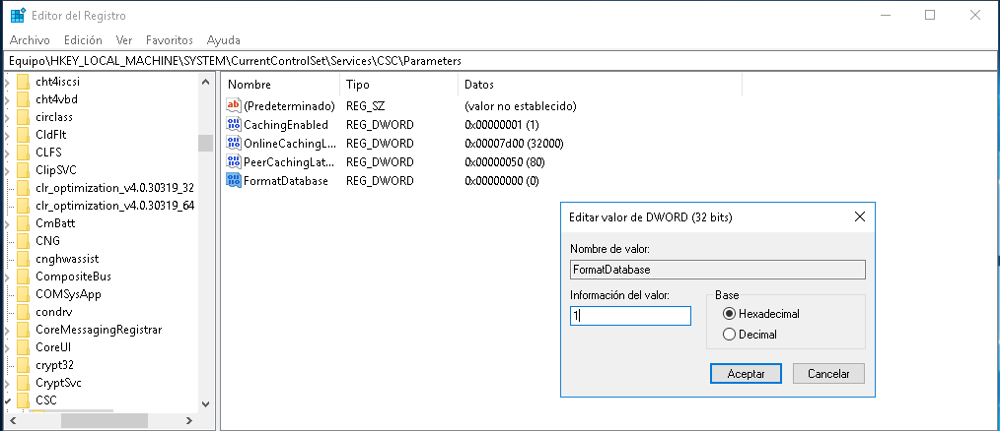 Editor del Registro
Archivo Edición Ver Favoritos Ayuda
Equipo\HKEY_LOCAL_MACHINE\SYSTEM\CurrentControlSet\Services\CSC\Parameters
cht4iscsi
cht4vbd
circlass
CldFlt
CLFS
ClipSVC
clr_optimization_v4.0.30319_32
clr_optimization_v4.0.30319_64
CmBatt
CNG
cnghwassist
CompositeBus
COMSysApp
condrv
CoreMessagingRegistrar
CoreUI
crypt32
CryptSvc
CSC
Nombre Tipo Datos
(Predeterminado) REG_SZ (valor no establecido)
CachingEnabled REG_DWORD 0x00000001 (1)
OnlineCachingL... REG_DWORD 0x00007d00 (32000)
PeerCachingLat... REG_DWORD 0x00000050 (80)
FormatDatabase REG_DWORD 0x00000000 (0)
Editar valor de DWORD (32 bits)
Nombre de valor:
FormatDatabase
Información del valor:
1
Base
Hexadecimal
Decimal
Aceptar Cancelar